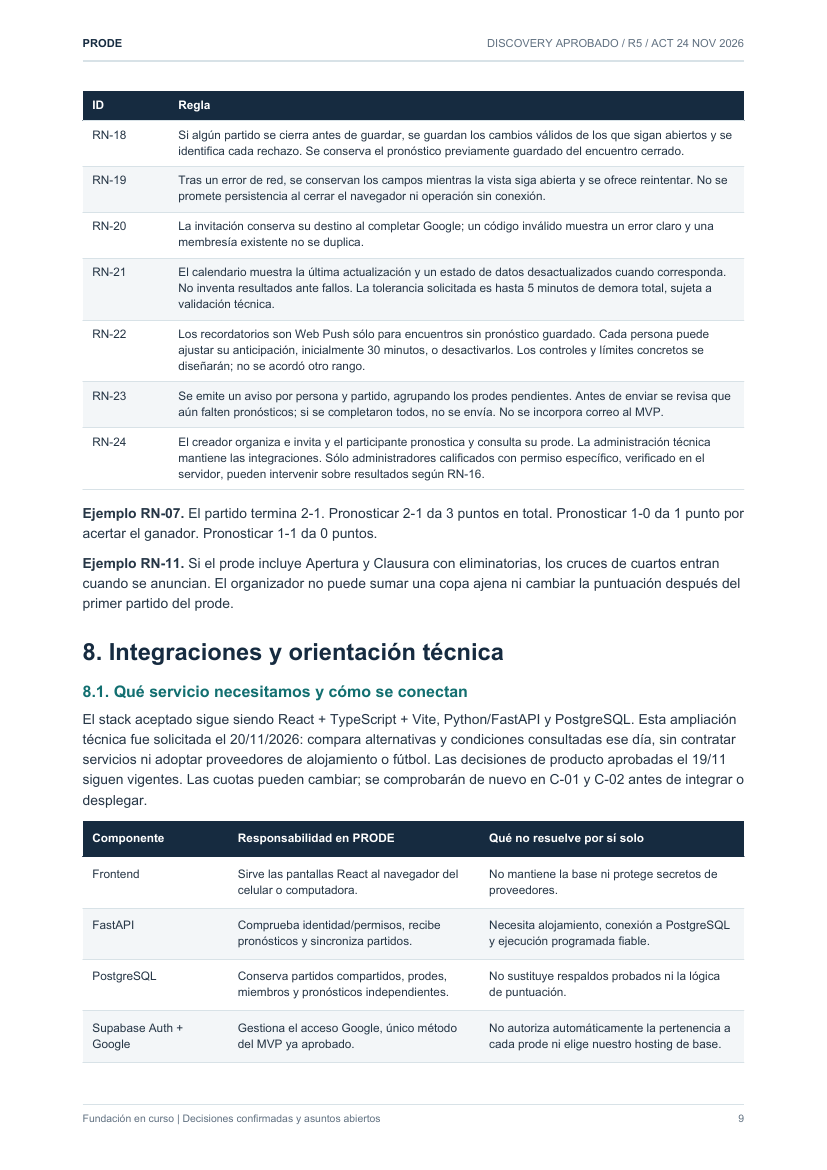 PRODE
DISCOVERY APROBADO / R5 / ACT 24 NOV 2026
ID Regla
RN-18 Si algún partido se cierra antes de guardar, se guardan los cambios válidos de los que sigan abiertos y se
identifica cada rechazo. Se conserva el pronóstico previamente guardado del encuentro cerrado.
RN-19 Tras un error de red, se conservan los campos mientras la vista siga abierta y se ofrece reintentar. No se
promete persistencia al cerrar el navegador ni operación sin conexión.
RN-20 La invitación conserva su destino al completar Google; un código inválido muestra un error claro y una
membresía existente no se duplica.
RN-21 El calendario muestra la última actualización y un estado de datos desactualizados cuando corresponda.
No inventa resultados ante fallos. La tolerancia solicitada es hasta 5 minutos de demora total, sujeta a
validación técnica.
RN-22 Los recordatorios son Web Push sólo para encuentros sin pronóstico guardado. Cada persona puede
ajustar su anticipación, inicialmente 30 minutos, o desactivarlos. Los controles y límites concretos se
diseñarán; no se acordó otro rango.
RN-23 Se emite un aviso por persona y partido, agrupando los prodes pendientes. Antes de enviar se revisa que
aún falten pronósticos; si se completaron todos, no se envía. No se incorpora correo al MVP.
RN-24 El creador organiza e invita y el participante pronostica y consulta su prode. La administración técnica
mantiene las integraciones. Sólo administradores calificados con permiso específico, verificado en el
servidor, pueden intervenir sobre resultados según RN-16.
Ejemplo RN-07. El partido termina 2-1. Pronosticar 2-1 da 3 puntos en total. Pronosticar 1-0 da 1 punto por
acertar el ganador. Pronosticar 1-1 da 0 puntos.
Ejemplo RN-11. Si el prode incluye Apertura y Clausura con eliminatorias, los cruces de cuartos entran
cuando se anuncian. El organizador no puede sumar una copa ajena ni cambiar la puntuación después del
primer partido del prode.
8. Integraciones y orientación técnica
8.1. Qué servicio necesitamos y cómo se conectan
El stack aceptado sigue siendo React + TypeScript + Vite, Python/FastAPI y PostgreSQL. Esta ampliación
técnica fue solicitada el 20/11/2026: compara alternativas y condiciones consultadas ese día, sin contratar
servicios ni adoptar proveedores de alojamiento o fútbol. Las decisiones de producto aprobadas el 19/11
siguen vigentes. Las cuotas pueden cambiar; se comprobarán de nuevo en C-01 y C-02 antes de integrar o
desplegar.
Componente Responsabilidad en PRODE Qué no resuelve por sí solo
Frontend Sirve las pantallas React al navegador del No mantiene la base ni protege secretos de
celular o computadora. proveedores.
FastAPI Comprueba identidad/permisos, recibe Necesita alojamiento, conexión a PostgreSQL
pronósticos y sincroniza partidos. y ejecución programada fiable.
PostgreSQL Conserva partidos compartidos, prodes, No sustituye respaldos probados ni la lógica
miembros y pronósticos independientes. de puntuación.
Supabase Auth + Gestiona el acceso Google, único método No autoriza automáticamente la pertenencia a
Google del MVP ya aprobado. cada prode ni elige nuestro hosting de base.
Fundación en curso | Decisiones confirmadas y asuntos abiertos
9